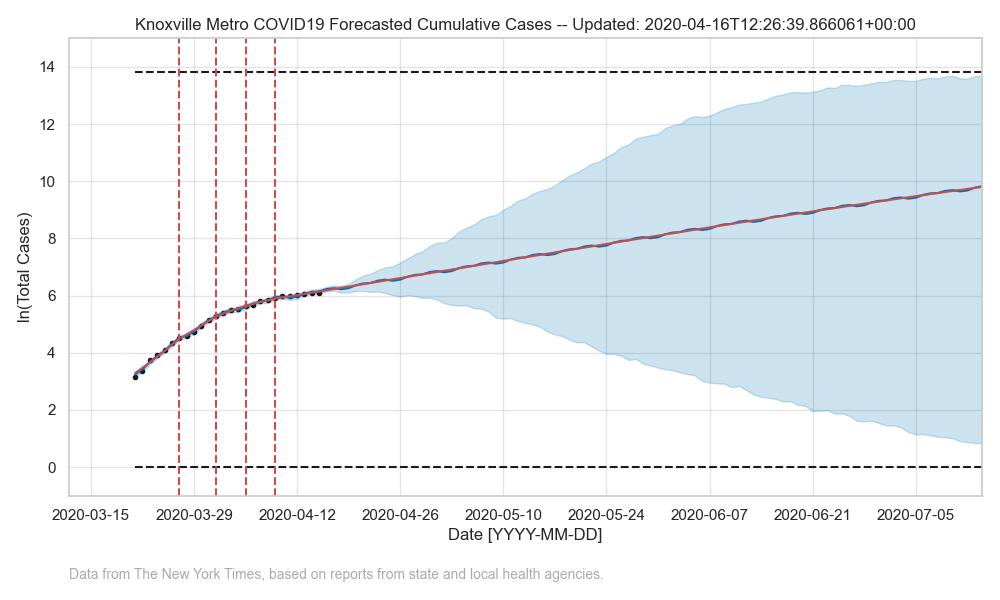 Knoxville Metro COVID19 Forecasted Cumulative Cases -- Updated: 2020-04-16T12:26:39.866061+00:00
ln(Total Cases)
14
12
10
8
6
4
2
0
2020-03-15 2020-03-29 2020-04-12 2020-04-26 2020-05-10 2020-05-24 2020-06-07 2020-06-21 2020-07-05
Date [YYYY-MM-DD]
Data from The New York Times, based on reports from state and local health agencies.